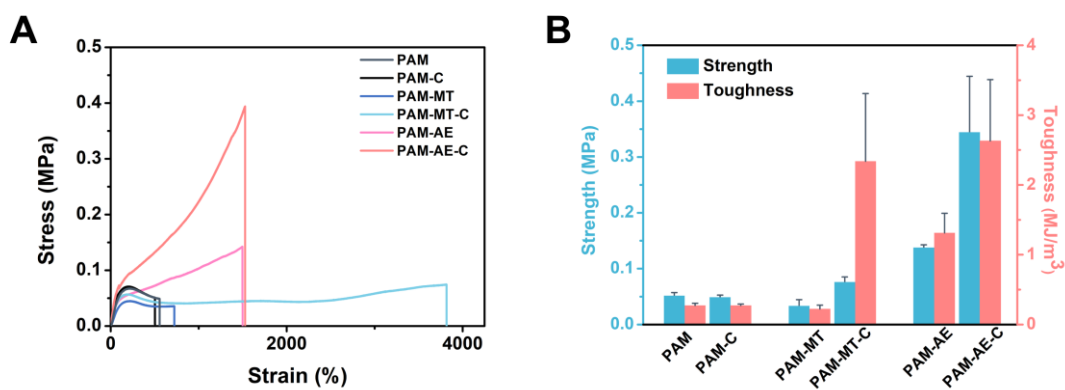 A
Stress (MPa)
0.5
0.4
0.3
0.2
0.1
0.0
0
2000
4000
Strain (%)
PAM
PAM-C
PAM-MT
PAM-MT-C
PAM-AE
PAM-AE-C
B
Strength (MPa)
0.5
0.4
0.3
0.2
0.1
0.0
Strength
Toughness
PAM
PAM-C
PAM-MT
PAM-MT-C
PAM-AE
PAM-AE-C
4
3
2
1
0
Toughness (MJ/m3)